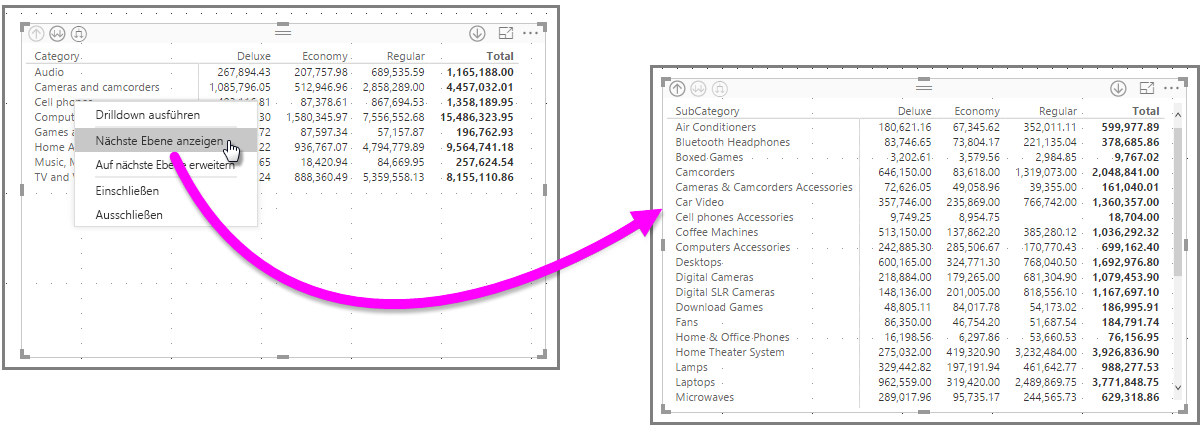 Category Deluxe Economy Regular Total
Audio 267,894.43 207,757.98 689,535.59 1,165,188.00
Cameras and camcorders 1,085,796.05 512,946.96 2,858,289.00 4,457,032.01
Cell phones 87,378.61 867,694.53 1,358,189.95
30 1,580,345.97 7,556,552.68 15,486,323.95
Games 72 87,597.34 57,157.87 196,762.93
22 936,767.07 4,794,779.89 9,564,741.18
Music, 65 18,420.94 84,669.95 257,624.54
TV and 24 888,360.49 5,359,558.13 8,155,110.86
Drilldown ausführen
Nächste Ebene anzeigen
Auf nächste Ebene erweitern
Einschließen
Ausschließen
SubCategory Deluxe Economy Regular Total
Air Conditioners 180,621.16 67,345.62 352,011.11 599,977.89
Bluetooth Headphones 83,746.65 73,804.17 221,135.04 378,685.86
Boxed Games 3,202.61 3,579.56 2,984.85 9,767.02
Camcorders 646,150.00 83,618.00 1,319,073.00 2,048,841.00
Cameras & Camcorders Accessories 72,626.05 49,058.96 39,355.00 161,040.01
Car Video 357,746.00 235,869.00 766,742.00 1,360,357.00
Cell phones Accessories 9,749.25 8,954.75 18,704.00
Coffee Machines 513,150.00 137,862.20 385,280.12 1,036,292.32
Computers Accessories 242,885.30 285,506.67 170,770.43 699,162.40
Desktops 600,165.00 324,771.30 768,040.50 1,692,976.80
Digital Cameras 218,884.00 179,265.00 681,304.90 1,079,453.90
Digital SLR Cameras 148,136.00 201,005.00 818,556.10 1,167,697.10
Download Games 48,805.11 84,017.78 54,173.02 186,995.91
Fans 86,350.00 46,754.20 51,687.54 184,791.74
Home & Office Phones 16,198.56 6,297.86 53,660.53 76,156.95
Home Theater System 275,032.00 419,320.90 3,232,484.00 3,926,836.90
Lamps 329,442.82 197,191.94 461,642.77 988,277.53
Laptops 962,559.00 319,420.00 2,489,869.75 3,771,848.75
Microwaves 289,017.96 95,735.17 244,565.73 629,318.86